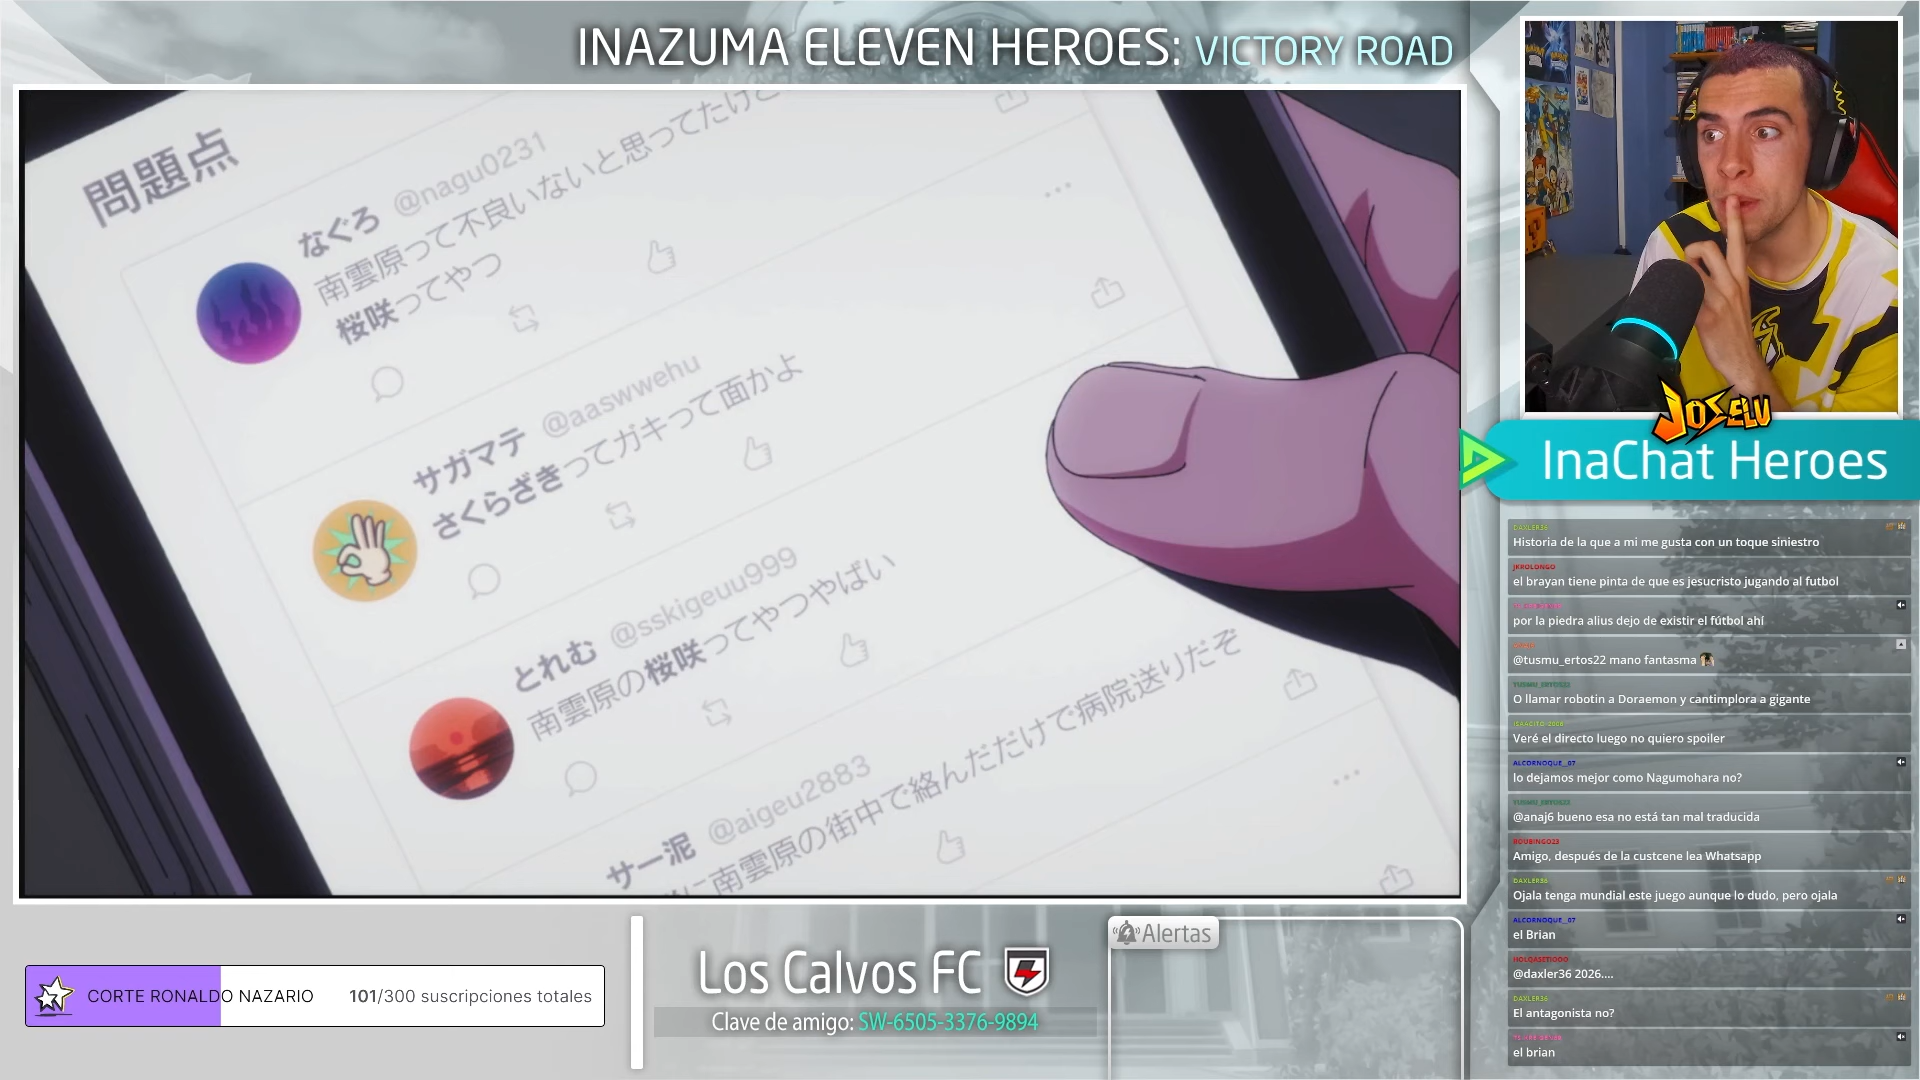 INAZUMA ELEVEN HEROES: VICTORY ROAD
問題点
なぐろ @nagu0231
南雲原って不良いないと思ってたけど
桜咲ってやつ
サガマテ @aaswwehu
さくらざきってガキって面かよ
とれむ @sskigeuu999
南雲原の桜咲ってやつやばい
サー泥 @aigeu2883
南雲原の街中で絡んだだけで病院送りだぞ
JOSELU
InaChat Heroes
DAXLER36
Historia de la que a mi me gusta con un toque siniestro
JKROLONGO
el brayan tiene pinta de que es jesucristo jugando al futbol
por la piedra alius dejo de existir el fútbol ahí
@tusmu_ertos22 mano fantasma
TUSMU_ERTOS22
O llamar robotin a Doraemon y cantimplora a gigante
Veré el directo luego no quiero spoiler
ALCORNOQUE_07
lo dejamos mejor como Nagumohara no?
TUSMU_ERTOS22
@anaj6 bueno esa no está tan mal traducida
Amigo, después de la custcene lea Whatsapp
DAXLER36
Ojala tenga mundial este juego aunque lo dudo, pero ojala
ALCORNOQUE_07
el Brian
@daxler36 2026....
DAXLER36
El antagonista no?
el brian
CORTE RONALDO NAZARIO 101/300 suscripciones totales
Los Calvos FC
Clave de amigo: SW-6505-3376-9894
Alertas